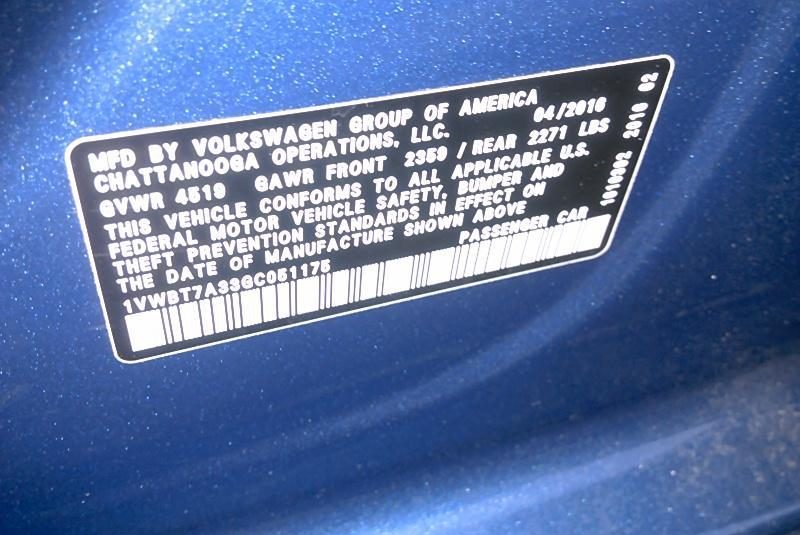 MFD BY VOLKSWAGEN GROUP OF AMERICA
CHATTANOOGA OPERATIONS, LLC. 04/2016
GVWR 4519 GAWR FRONT 2359 / REAR 2271 LBS
THIS VEHICLE CONFORMS TO ALL APPLICABLE U.S.
FEDERAL MOTOR VEHICLE SAFETY, BUMPER AND
THEFT PREVENTION STANDARDS IN EFFECT ON
THE DATE OF MANUFACTURE SHOWN ABOVE
1VWBT7A33GC051175 PASSENGER CAR
2016 02